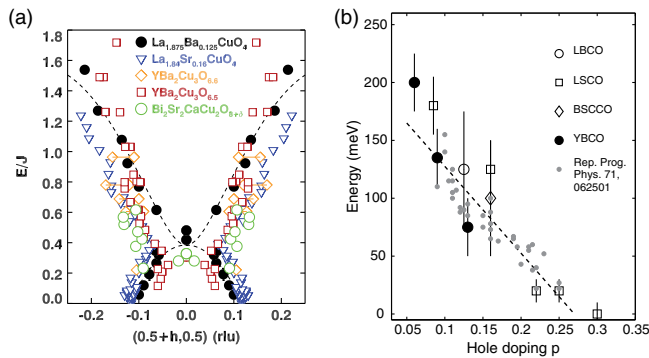 (a)
1.8
1.6
1.4
1.2
1.0
0.8
0.6
0.4
0.2
0.0
E/J
La1.875Ba0.125CuO4
La1.84Sr0.16CuO4
YBa2Cu3O6.6
YBa2Cu3O6.5
Bi2Sr2CaCu2O8+δ
-0.2 -0.1 0.0 0.1 0.2
(0.5+h,0.5) (rlu)
(b)
250
200
150
100
50
0
Energy (meV)
LBCO
LSCO
BSCCO
YBCO
Rep. Prog.
Phys. 71,
062501
0.05 0.1 0.15 0.2 0.25 0.3 0.35
Hole doping p